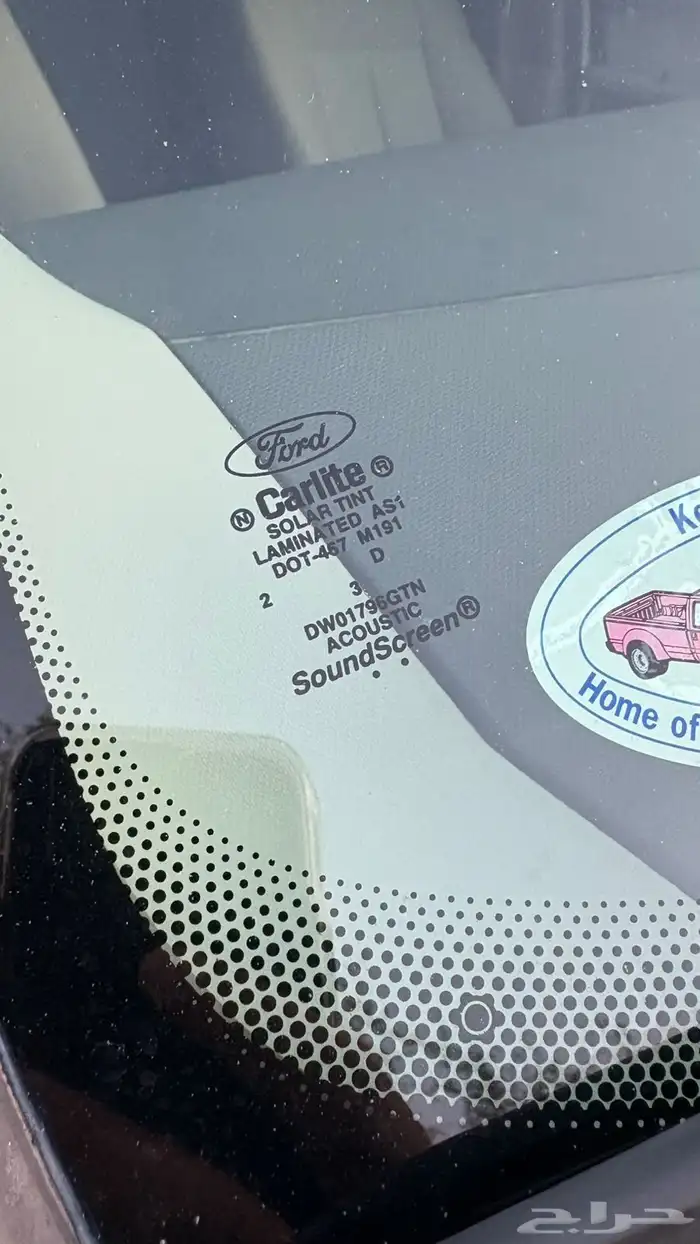 Ford
N Carlite R
SOLAR TINT
LAMINATED AS1
DOT-467 M191
D
2 3
DW01796GTN
ACOUSTIC
SoundScreen®
Home of
حراج